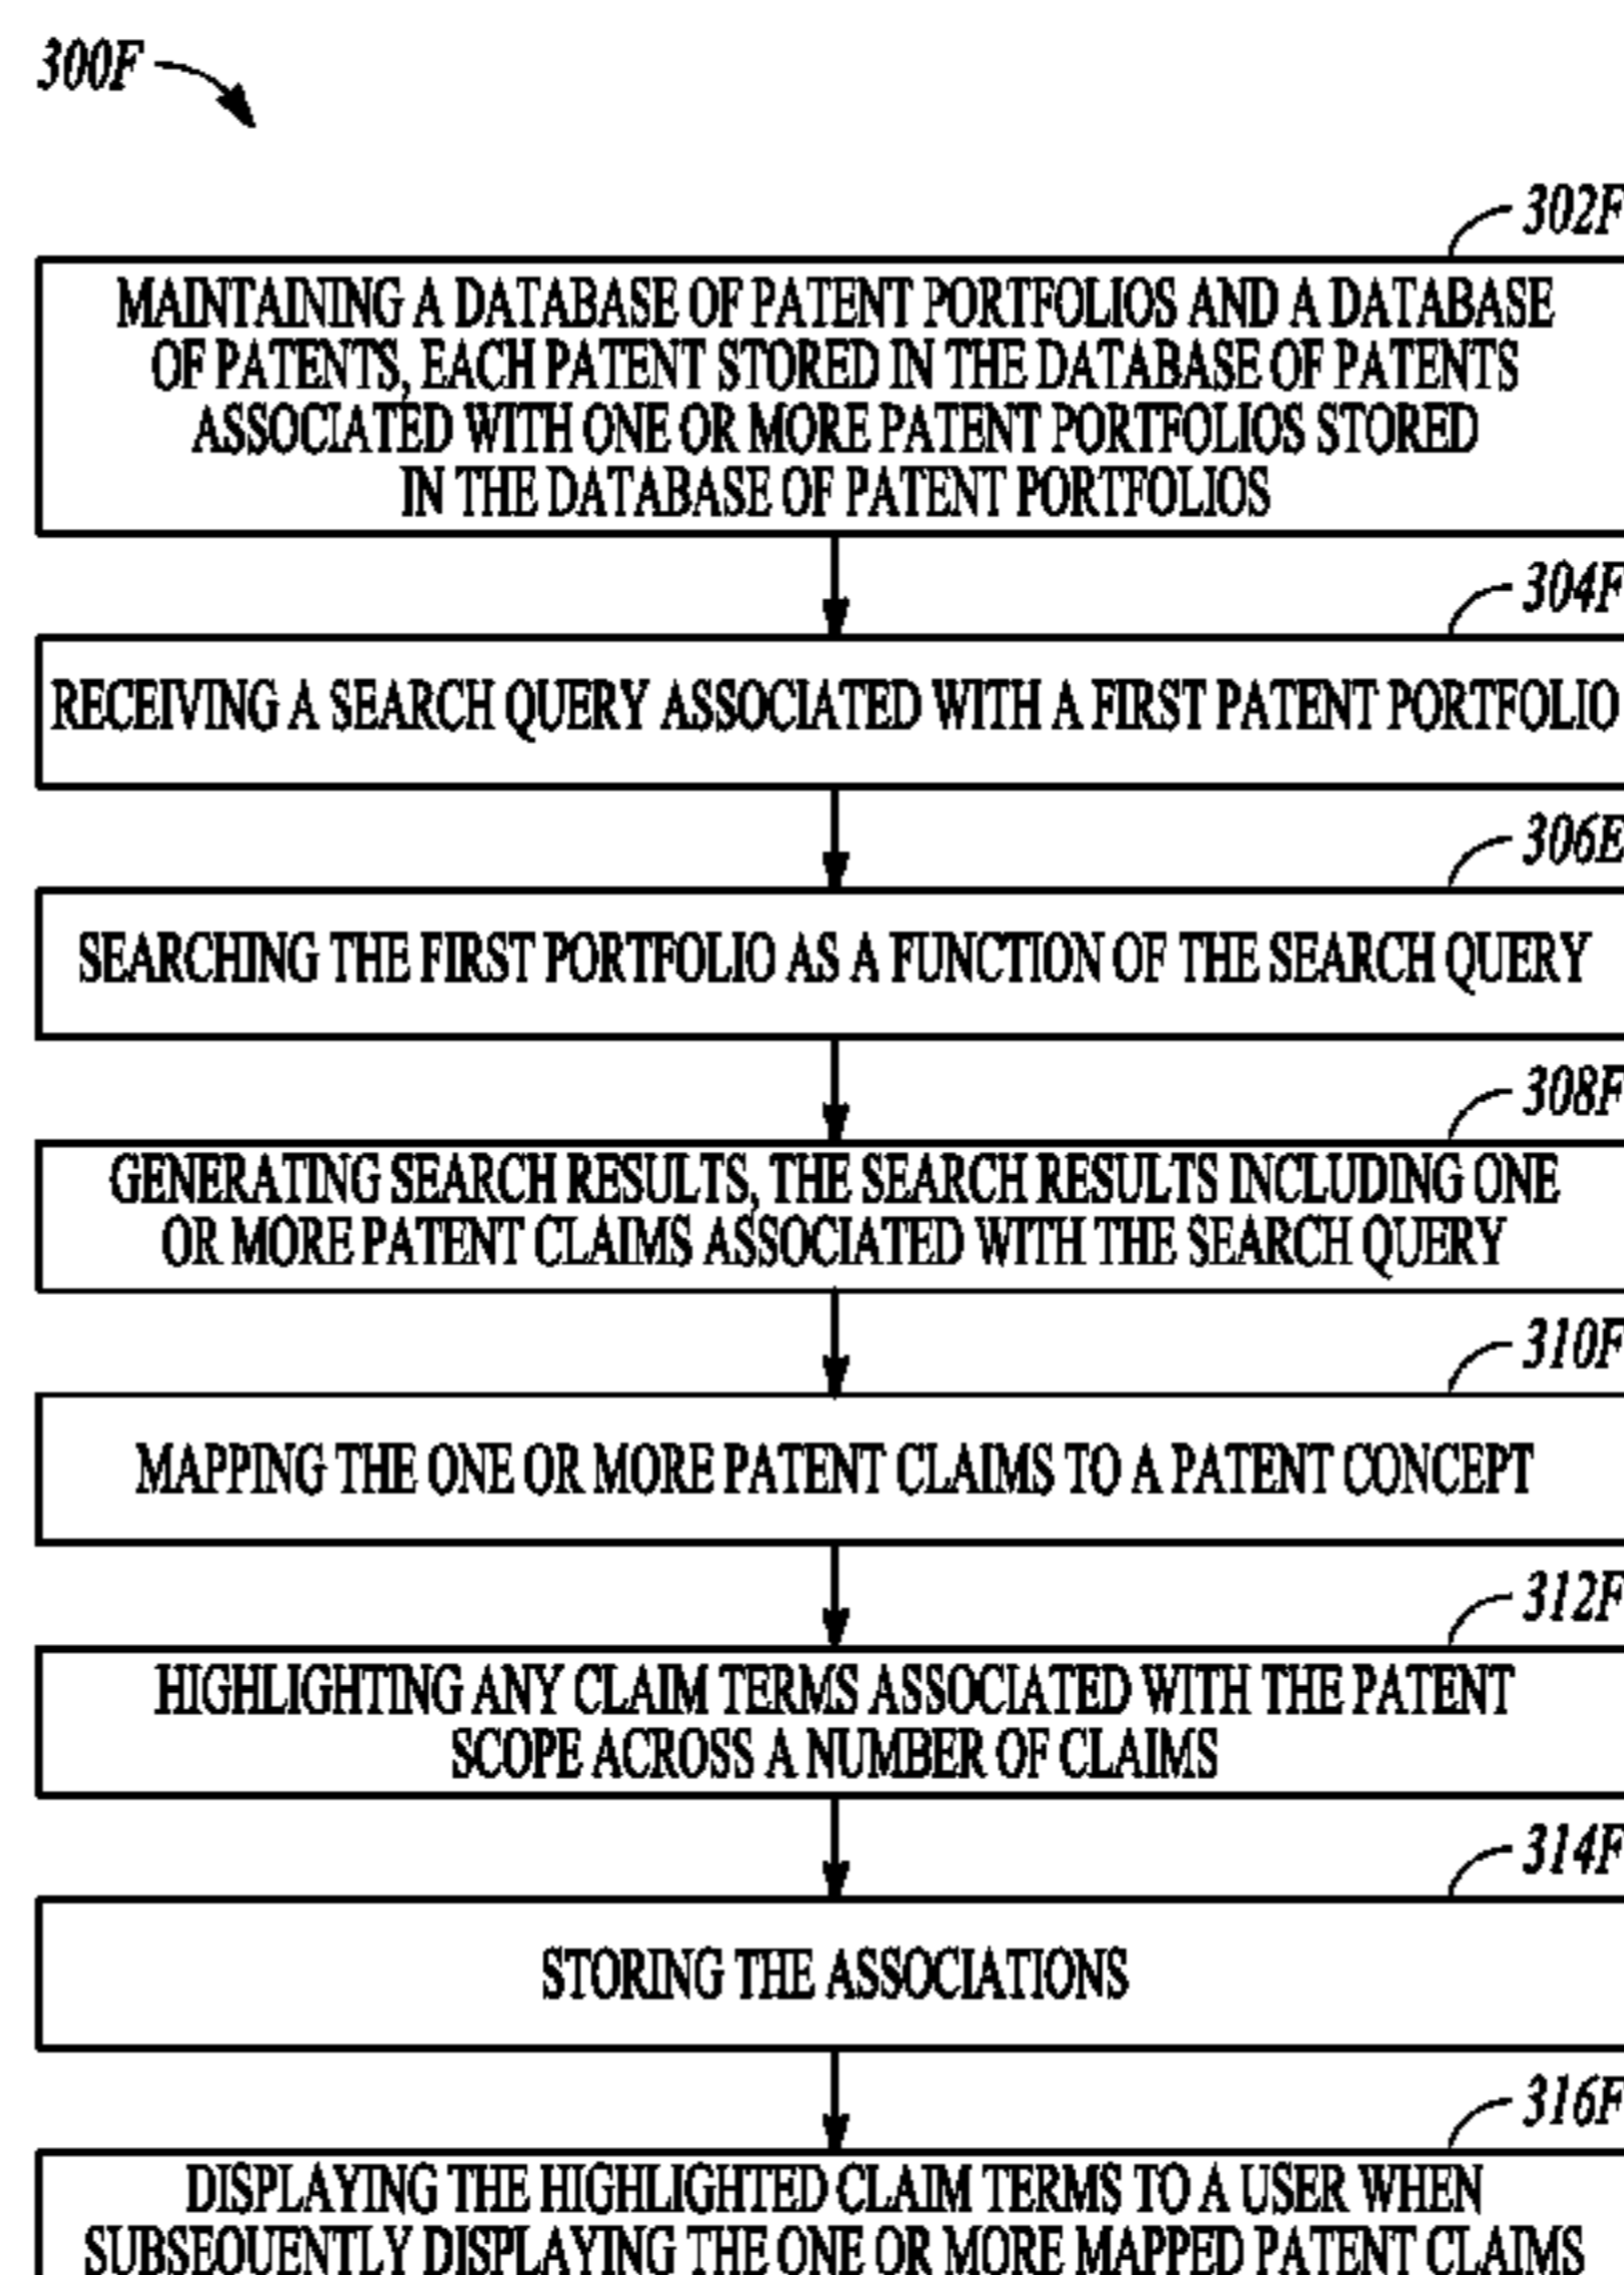 300F
302F
MAINTAINING A DATABASE OF PATENT PORTFOLIOS AND A DATABASE
OF PATENTS, EACH PATENT STORED IN THE DATABASE OF PATENTS
ASSOCIATED WITH ONE OR MORE PATENT PORTFOLIOS STORED
IN THE DATABASE OF PATENT PORTFOLIOS
304F
RECEIVING A SEARCH QUERY ASSOCIATED WITH A FIRST PATENT PORTFOLIO
306E
SEARCHING THE FIRST PORTFOLIO AS A FUNCTION OF THE SEARCH QUERY
308F
GENERATING SEARCH RESULTS, THE SEARCH RESULTS INCLUDING ONE
OR MORE PATENT CLAIMS ASSOCIATED WITH THE SEARCH QUERY
310F
MAPPING THE ONE OR MORE PATENT CLAIMS TO A PATENT CONCEPT
312F
HIGHLIGHTING ANY CLAIM TERMS ASSOCIATED WITH THE PATENT
SCOPE ACROSS A NUMBER OF CLAIMS
314F
STORING THE ASSOCIATIONS
316F
DISPLAYING THE HIGHLIGHTED CLAIM TERMS TO A USER WHEN
SUBSEQUENTLY DISPLAYING THE ONE OR MORE MAPPED PATENT CLAIMS